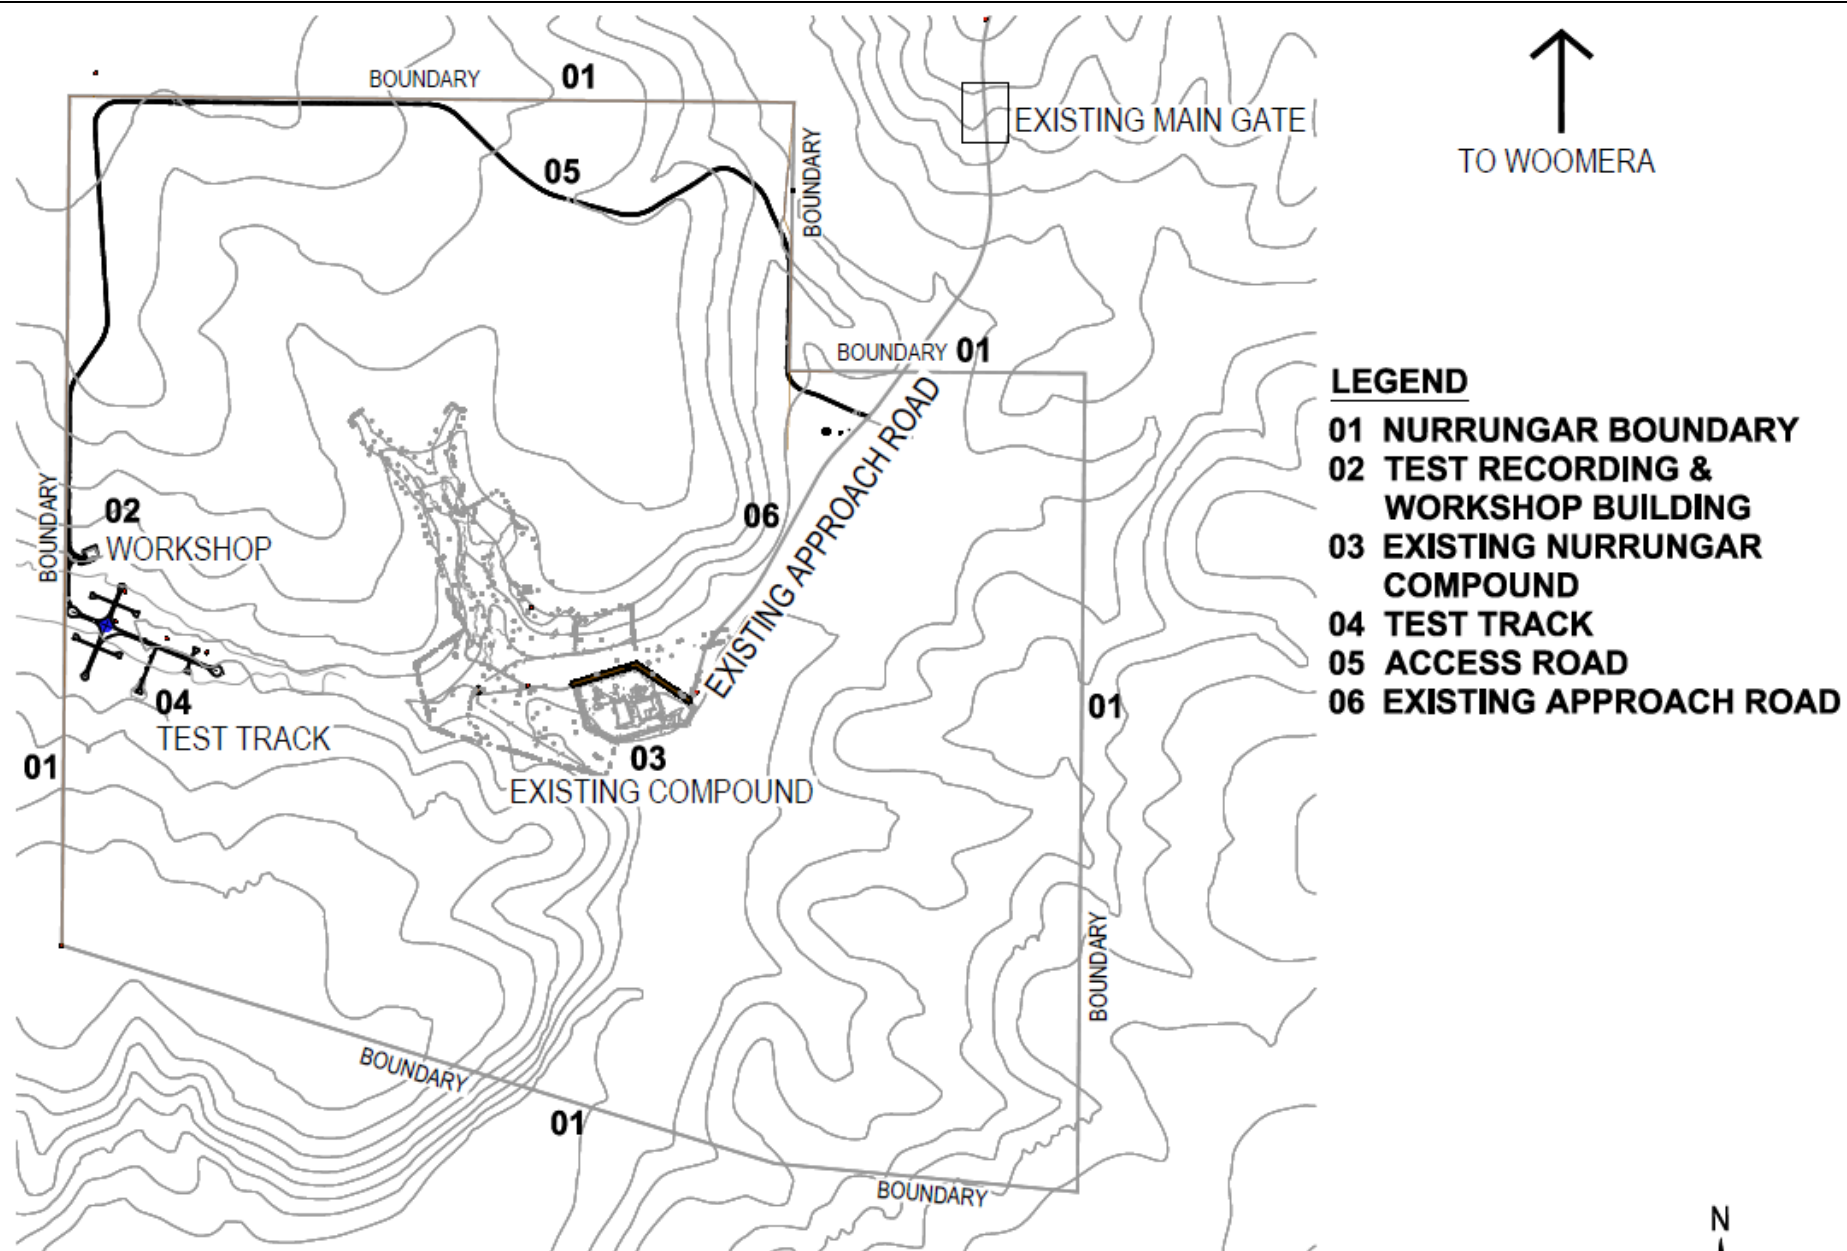 BOUNDARY 01
EXISTING MAIN GATE
TO WOOMERA
05
BOUNDARY
BOUNDARY 01
EXISTING APPROACH ROAD
LEGEND
01 NURRUNGAR BOUNDARY
02 TEST RECORDING &
WORKSHOP BUILDING
03 EXISTING NURRUNGAR
COMPOUND
04 TEST TRACK
05 ACCESS ROAD
06 EXISTING APPROACH ROAD
BOUNDARY
02
WORKSHOP
06
04
TEST TRACK
01
03
EXISTING COMPOUND
01
BOUNDARY
BOUNDARY
01
BOUNDARY
N